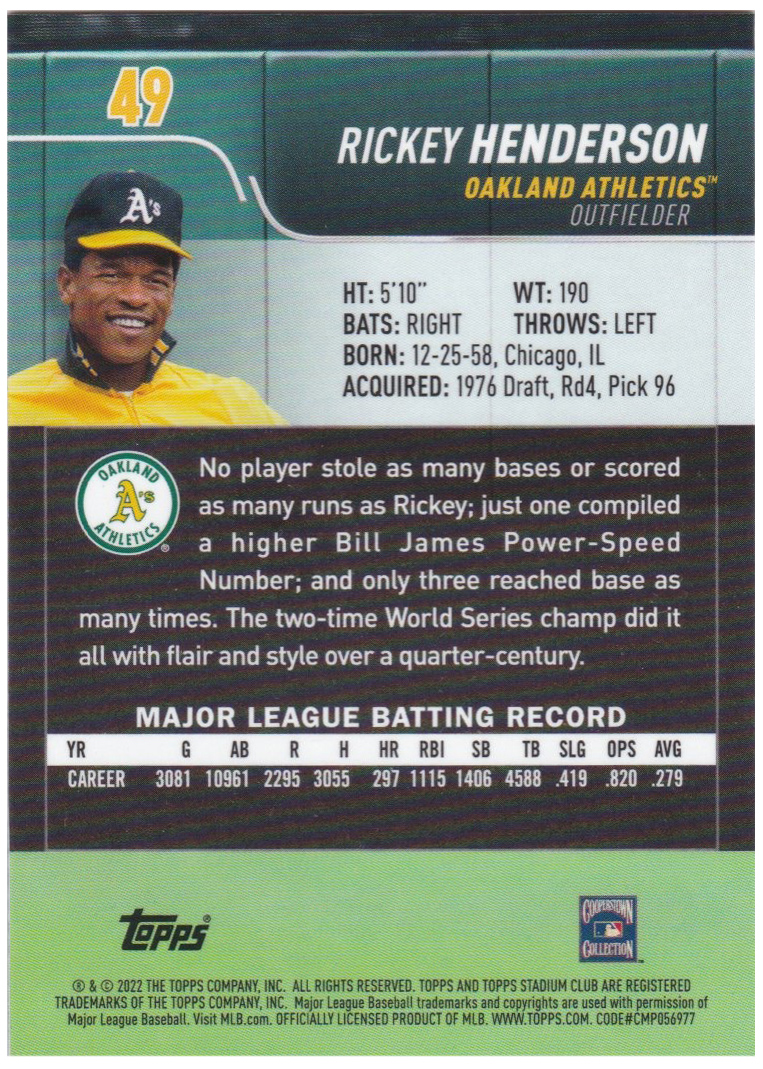 49
RICKEY HENDERSON
OAKLAND ATHLETICS™
OUTFIELDER
A's
HT: 5'10" WT: 190
BATS: RIGHT THROWS: LEFT
BORN: 12-25-58, Chicago, IL
ACQUIRED: 1976 Draft, Rd4, Pick 96
OAKLAND
A's
ATHLETICS
®
No player stole as many bases or scored
as many runs as Rickey; just one compiled
a higher Bill James Power-Speed
Number; and only three reached base as
many times. The two-time World Series champ did it
all with flair and style over a quarter-century.
MAJOR LEAGUE BATTING RECORD
YR G AB R H HR RBI SB TB SLG OPS AVG
CAREER 3081 10961 2295 3055 297 1115 1406 4588 .419 .820 .279
topps®
COOPERSTOWN
COLLECTION™
® & © 2022 THE TOPPS COMPANY, INC. ALL RIGHTS RESERVED. TOPPS AND TOPPS STADIUM CLUB ARE REGISTERED
TRADEMARKS OF THE TOPPS COMPANY, INC. Major League Baseball trademarks and copyrights are used with permission of
Major League Baseball. Visit MLB.com. OFFICIALLY LICENSED PRODUCT OF MLB. WWW.TOPPS.COM. CODE#CMP056977